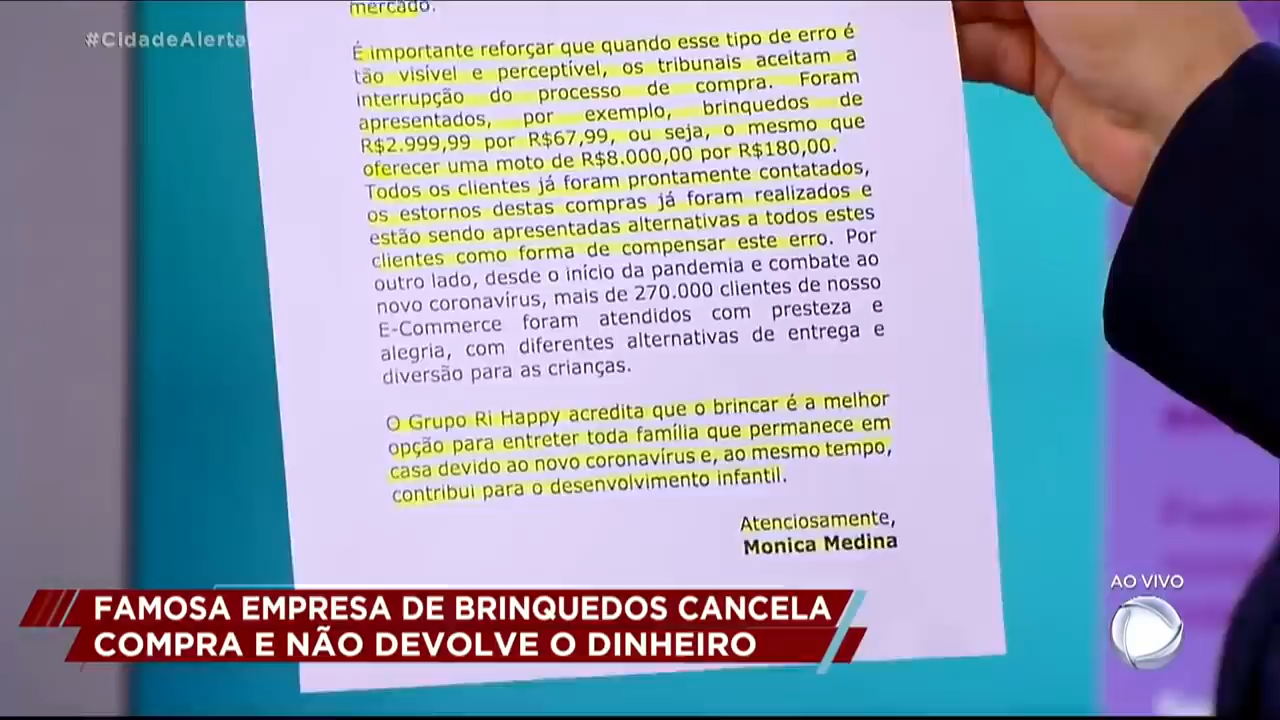 mercado.
#CidadeAlerta
É importante reforçar que quando esse tipo de erro é
tão visível e perceptível, os tribunais aceitam a
interrupção do processo de compra. Foram
apresentados, por exemplo, brinquedos de
R$2.999,99 por R$67,99, ou seja, o mesmo que
oferecer uma moto de R$8.000,00 por R$180,00.
Todos os clientes já foram prontamente contatados,
os estornos destas compras já foram realizados e
estão sendo apresentadas alternativas a todos estes
clientes como forma de compensar este erro. Por
outro lado, desde o início da pandemia e combate ao
novo coronavírus, mais de 270.000 clientes de nosso
E-Commerce foram atendidos com presteza e
alegria, com diferentes alternativas de entrega e
diversão para as crianças.
O Grupo Ri Happy acredita que o brincar é a melhor
opção para entreter toda família que permanece em
casa devido ao novo coronavírus e, ao mesmo tempo,
contribui para o desenvolvimento infantil.
Atenciosamente,
Monica Medina
AO VIVO
FAMOSA EMPRESA DE BRINQUEDOS CANCELA
COMPRA E NÃO DEVOLVE O DINHEIRO